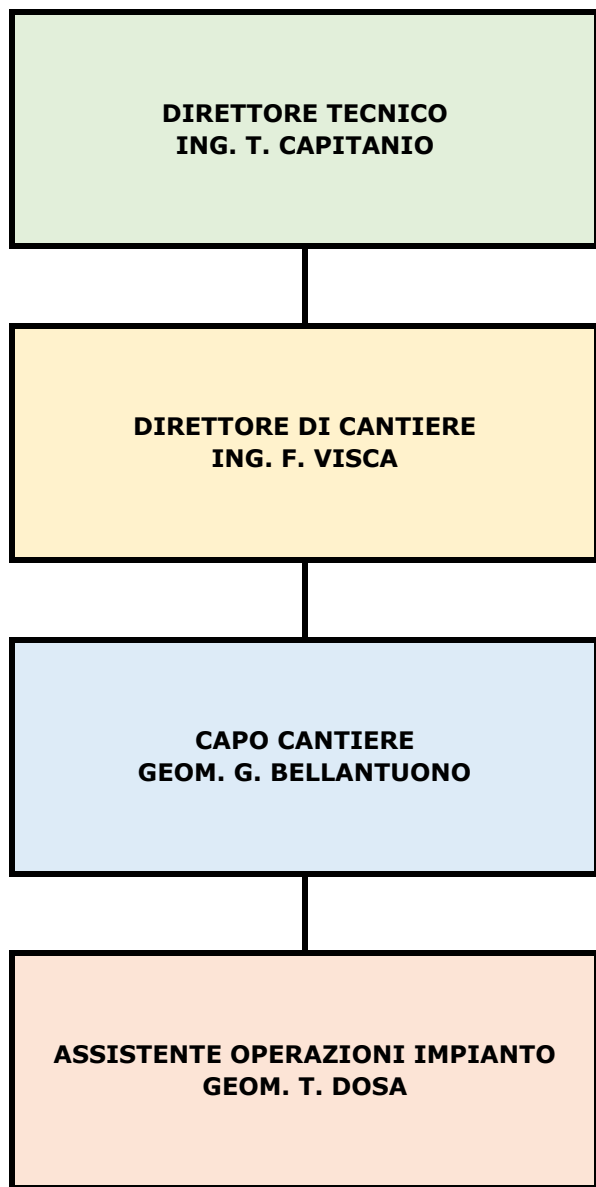 DIRETTORE TECNICO
ING. T. CAPITANIO
DIRETTORE DI CANTIERE
ING. F. VISCA
CAPO CANTIERE
GEOM. G. BELLANTUONO
ASSISTENTE OPERAZIONI IMPIANTO
GEOM. T. DOSA